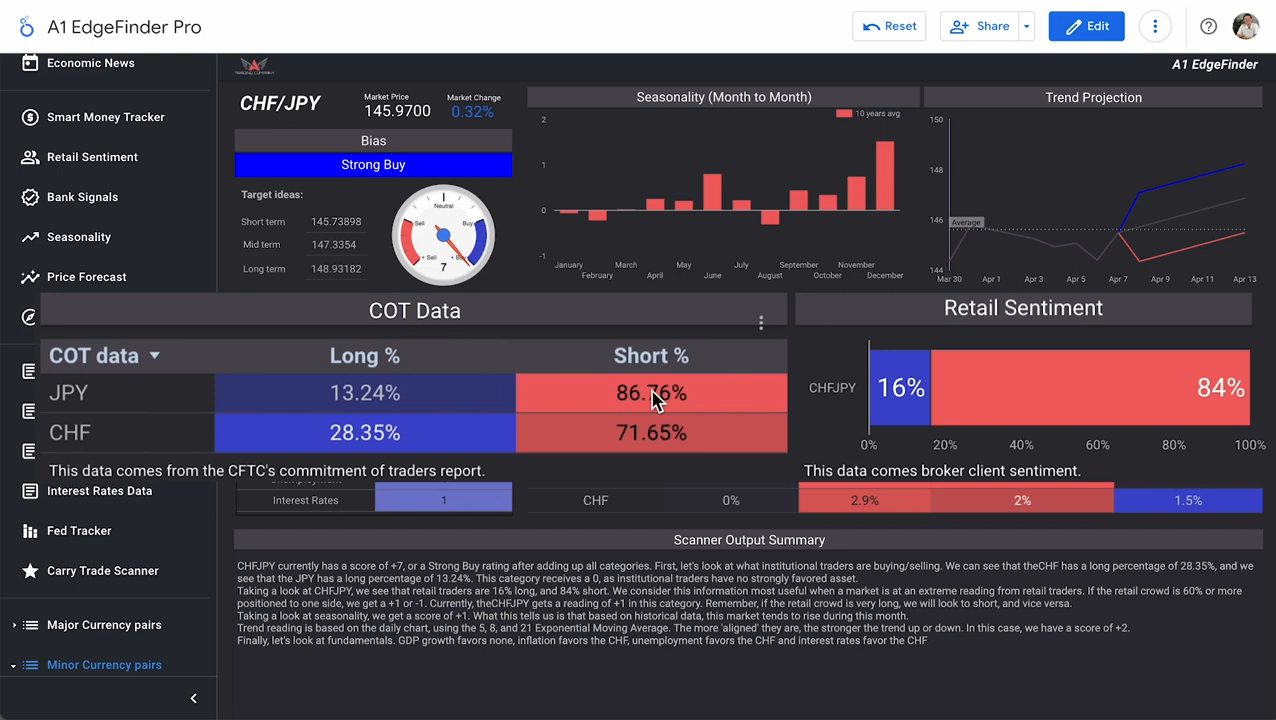 A1 EdgeFinder Pro
Reset
Share
Edit
Economic News
Smart Money Tracker
Retail Sentiment
Bank Signals
Seasonality
Price Forecast
Interest Rates Data
Fed Tracker
Carry Trade Scanner
Major Currency pairs
Minor Currency pairs
A1 EdgeFinder
CHF/JPY
Market Price
145.9700
Market Change
0.32%
Bias
Strong Buy
Target ideas:
Short term 145.73898
Mid term 147.3354
Long term 148.93182
Neutral
Sell
Buy
+ Sell
7
Seasonality (Month to Month)
10 years avg
2
1
0
-1
January
February
March
April
May
June
July
August
September
October
November
December
Trend Projection
150
148
146
144
Average
Mar 30 Apr 1 Apr 3 Apr 5 Apr 7 Apr 9 Apr 11 Apr 13
COT Data
COT data Long % Short %
JPY 13.24% 86.76%
CHF 28.35% 71.65%
This data comes from the CFTC's commitment of traders report.
Retail Sentiment
CHFJPY 16% 84%
0% 20% 40% 60% 80% 100%
This data comes broker client sentiment.
Interest Rates 1
CHF 0% 2.9% 2% 1.5%
Scanner Output Summary
CHFJPY currently has a score of +7, or a Strong Buy rating after adding up all categories. First, let's look at what institutional traders are buying/selling. We can see that theCHF has a long percentage of 28.35%, and we
see that the JPY has a long percentage of 13.24%. This category receives a 0, as institutional traders have no strongly favored asset.
Taking a look at CHFJPY, we see that retail traders are 16% long, and 84% short. We consider this information most useful when a market is at an extreme reading from retail traders. If the retail crowd is 60% or more
positioned to one side, we get a +1 or -1. Currently, theCHFJPY gets a reading of +1 in this category. Remember, if the retail crowd is very long, we will look to short, and vice versa.
Taking a look at seasonality, we get a score of +1. What this tells us is that based on historical data, this market tends to rise during this month.
Trend reading is based on the daily chart, using the 5, 8, and 21 Exponential Moving Average. The more 'aligned' they are, the stronger the trend up or down. In this case, we have a score of +2.
Finally, let's look at fundamentals. GDP growth favors none, inflation favors the CHF, unemployment favors the CHF and interest rates favor the CHF